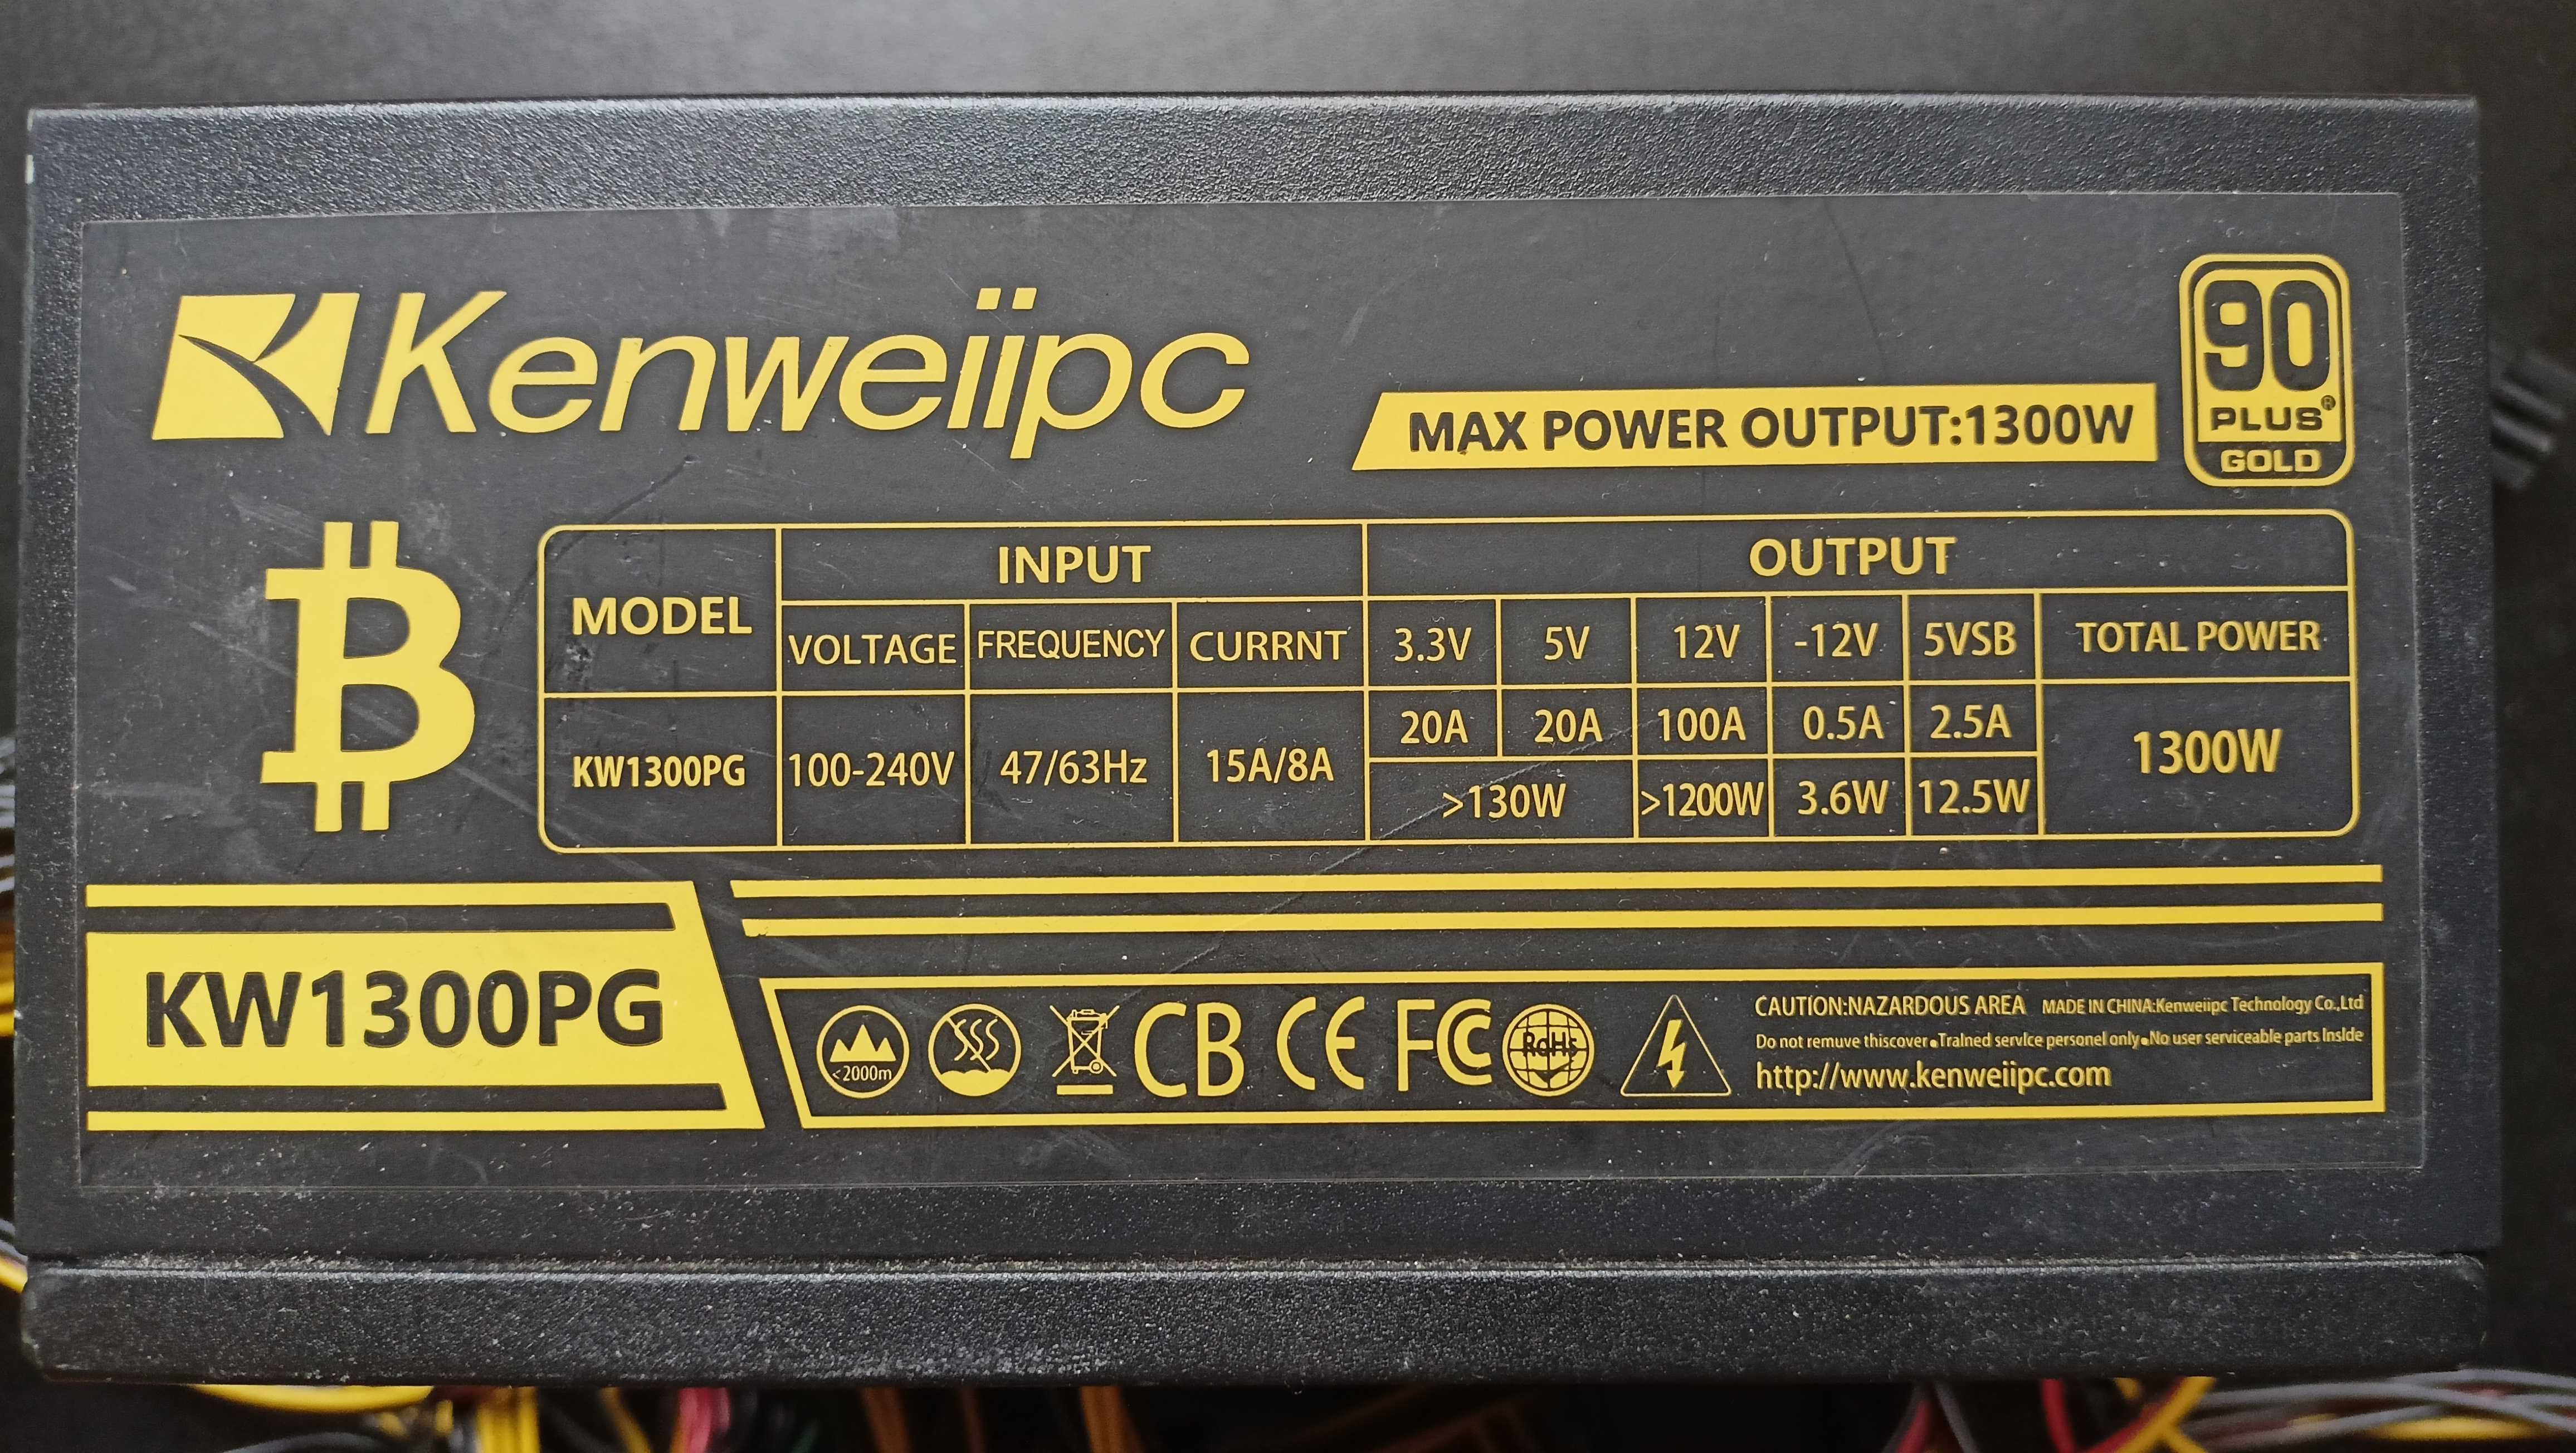 Kenweiipc
MAX POWER OUTPUT:1300W
90
PLUS®
GOLD
MODEL INPUT OUTPUT
VOLTAGE FREQUENCY CURRNT 3.3V 5V 12V -12V 5VSB TOTAL POWER
KW1300PG 100-240V 47/63Hz 15A/8A 20A 20A 100A 0.5A 2.5A 1300W
>130W >1200W 3.6W 12.5W
KW1300PG
<2000m CB CE FC RoHs
CAUTION:NAZARDOUS AREA MADE IN CHINA:Kenweiipc Technology Co.,Ltd
Do not remuve thiscover●Tralned servlce personel only●No user serviceable parts Inslde
http://www.kenweiipc.com